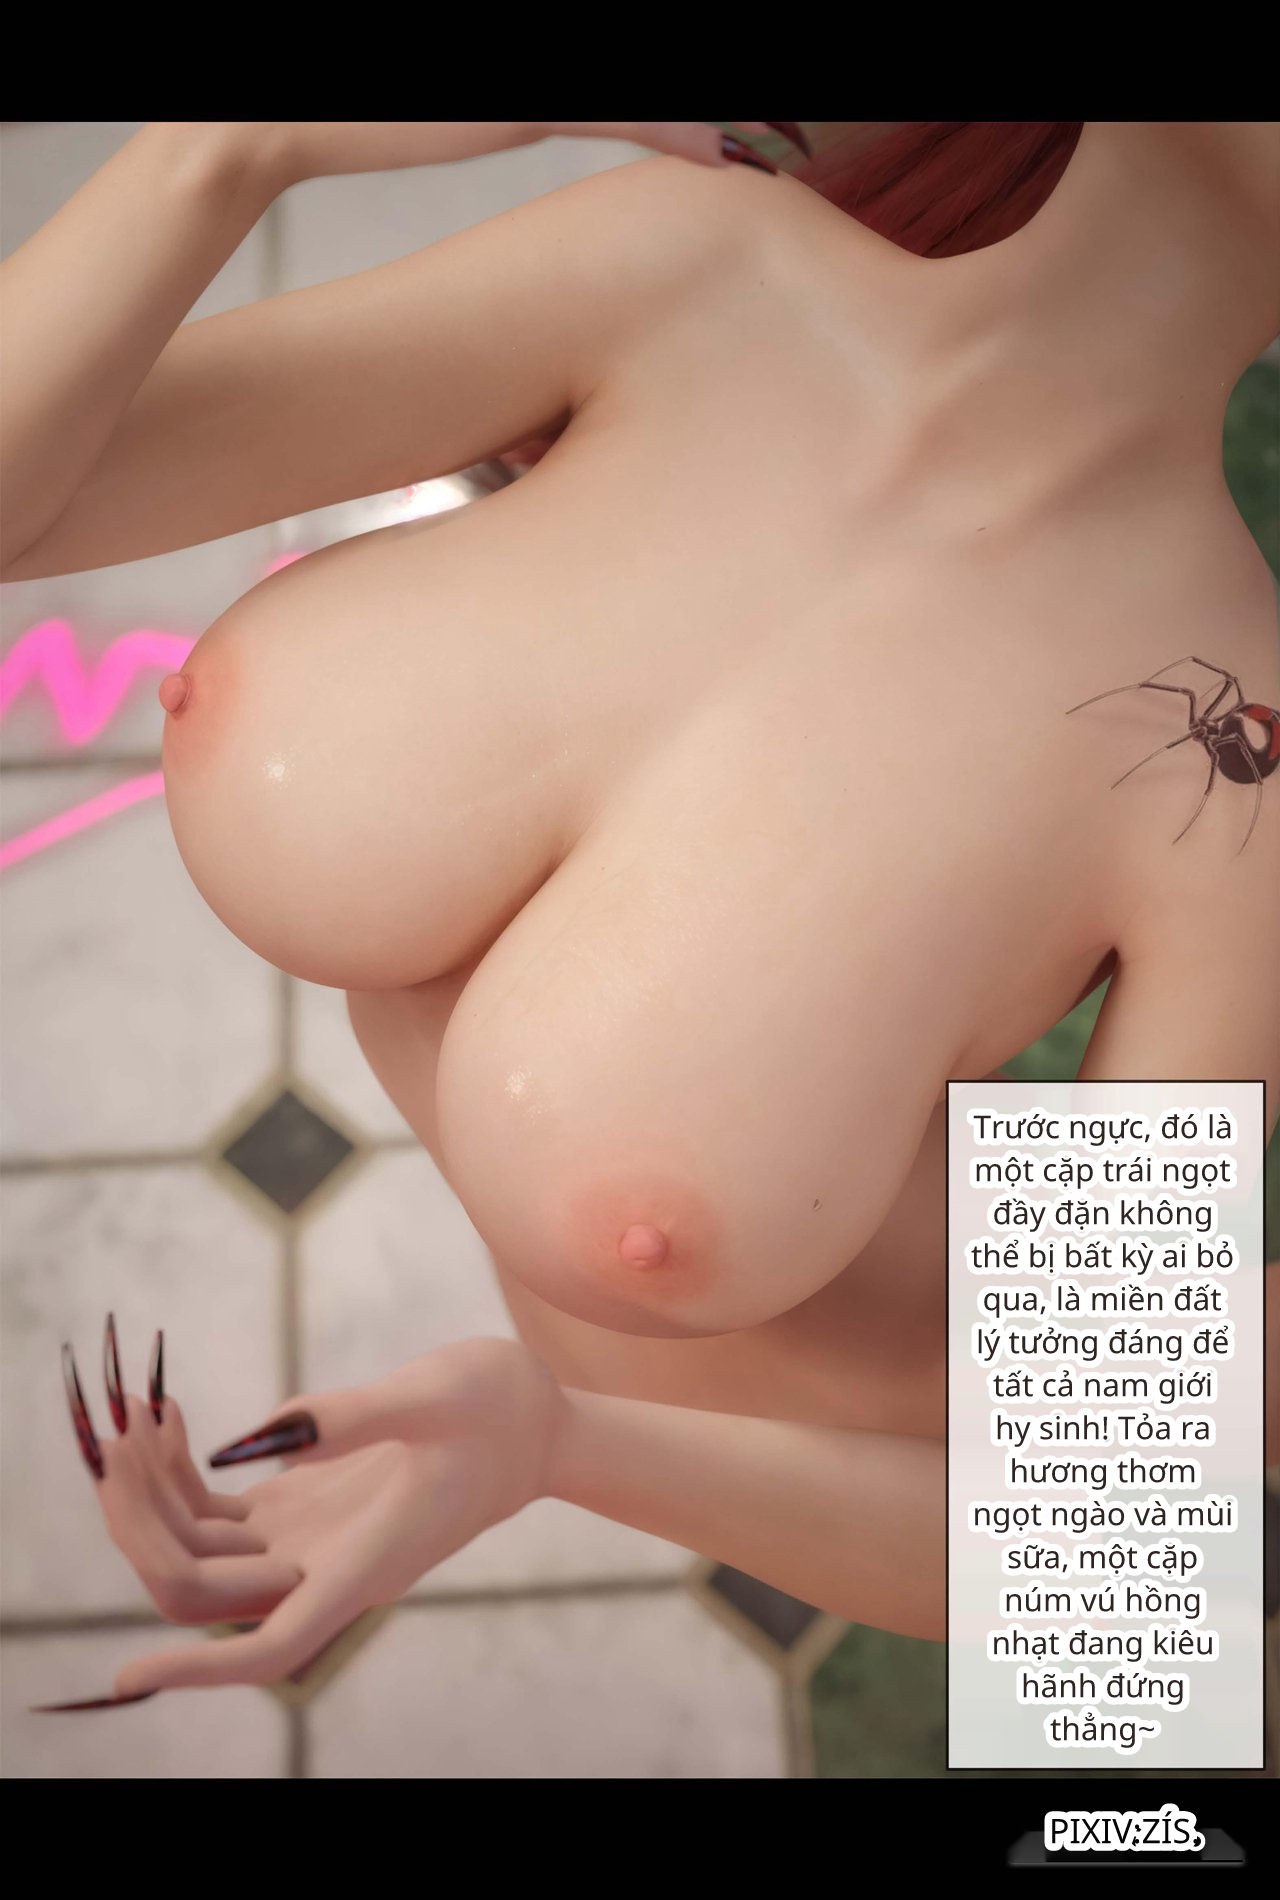 Trước ngực, đó là
một cặp trái ngọt
đầy đặn không
thể bị bất kỳ ai bỏ
qua, là miền đất
lý tưởng đáng để
tất cả nam giới
hy sinh! Tỏa ra
hương thơm
ngọt ngào và mùi
sữa, một cặp
núm vú hồng
nhạt đang kiêu
hãnh đứng
thẳng~
PIXIV:ZÍS,